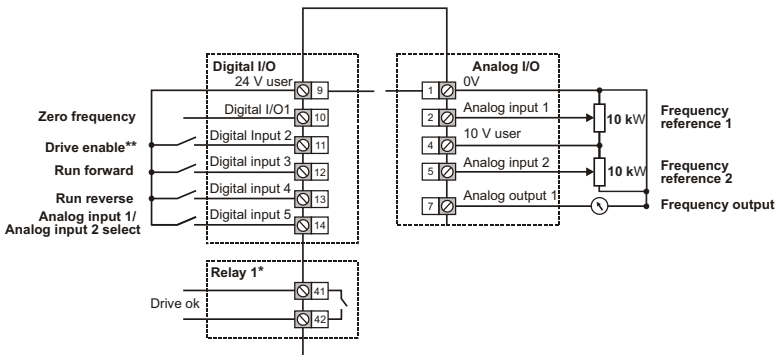 Digital I/O
24 V user
9
Zero frequency
Digital I/O1
10
Drive enable**
Digital Input 2
11
Run forward
Digital input 3
12
Run reverse
Digital input 4
13
Analog input 1/
Analog input 2 select
Digital input 5
14
Relay 1*
Drive ok
41
42
Analog I/O
1
0V
2
Analog input 1
10 kW
Frequency
reference 1
4
10 V user
5
Analog input 2
10 kW
Frequency
reference 2
7
Analog output 1
Frequency output